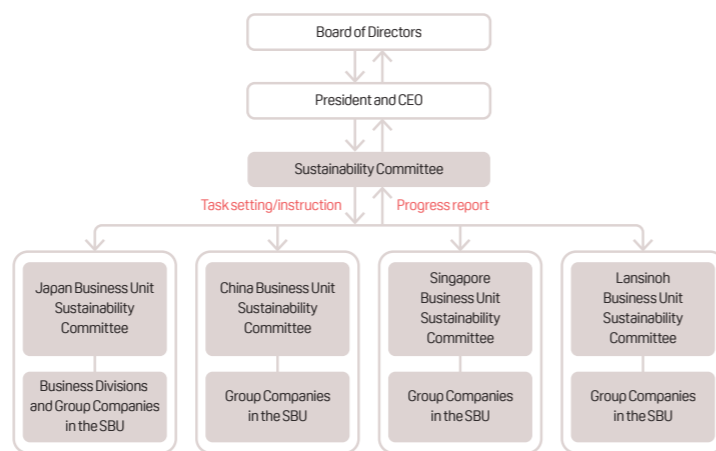 Board of Directors
President and CEO
Sustainability Committee
Task setting/instruction
Progress report
Japan Business Unit
Sustainability
Committee
China Business Unit
Sustainability
Committee
Singapore
Business Unit
Sustainability
Committee
Lansinoh
Business Unit
Sustainability
Committee
Business Divisions
and Group Companies
in the SBU
Group Companies
in the SBU
Group Companies
in the SBU
Group Companies
in the SBU